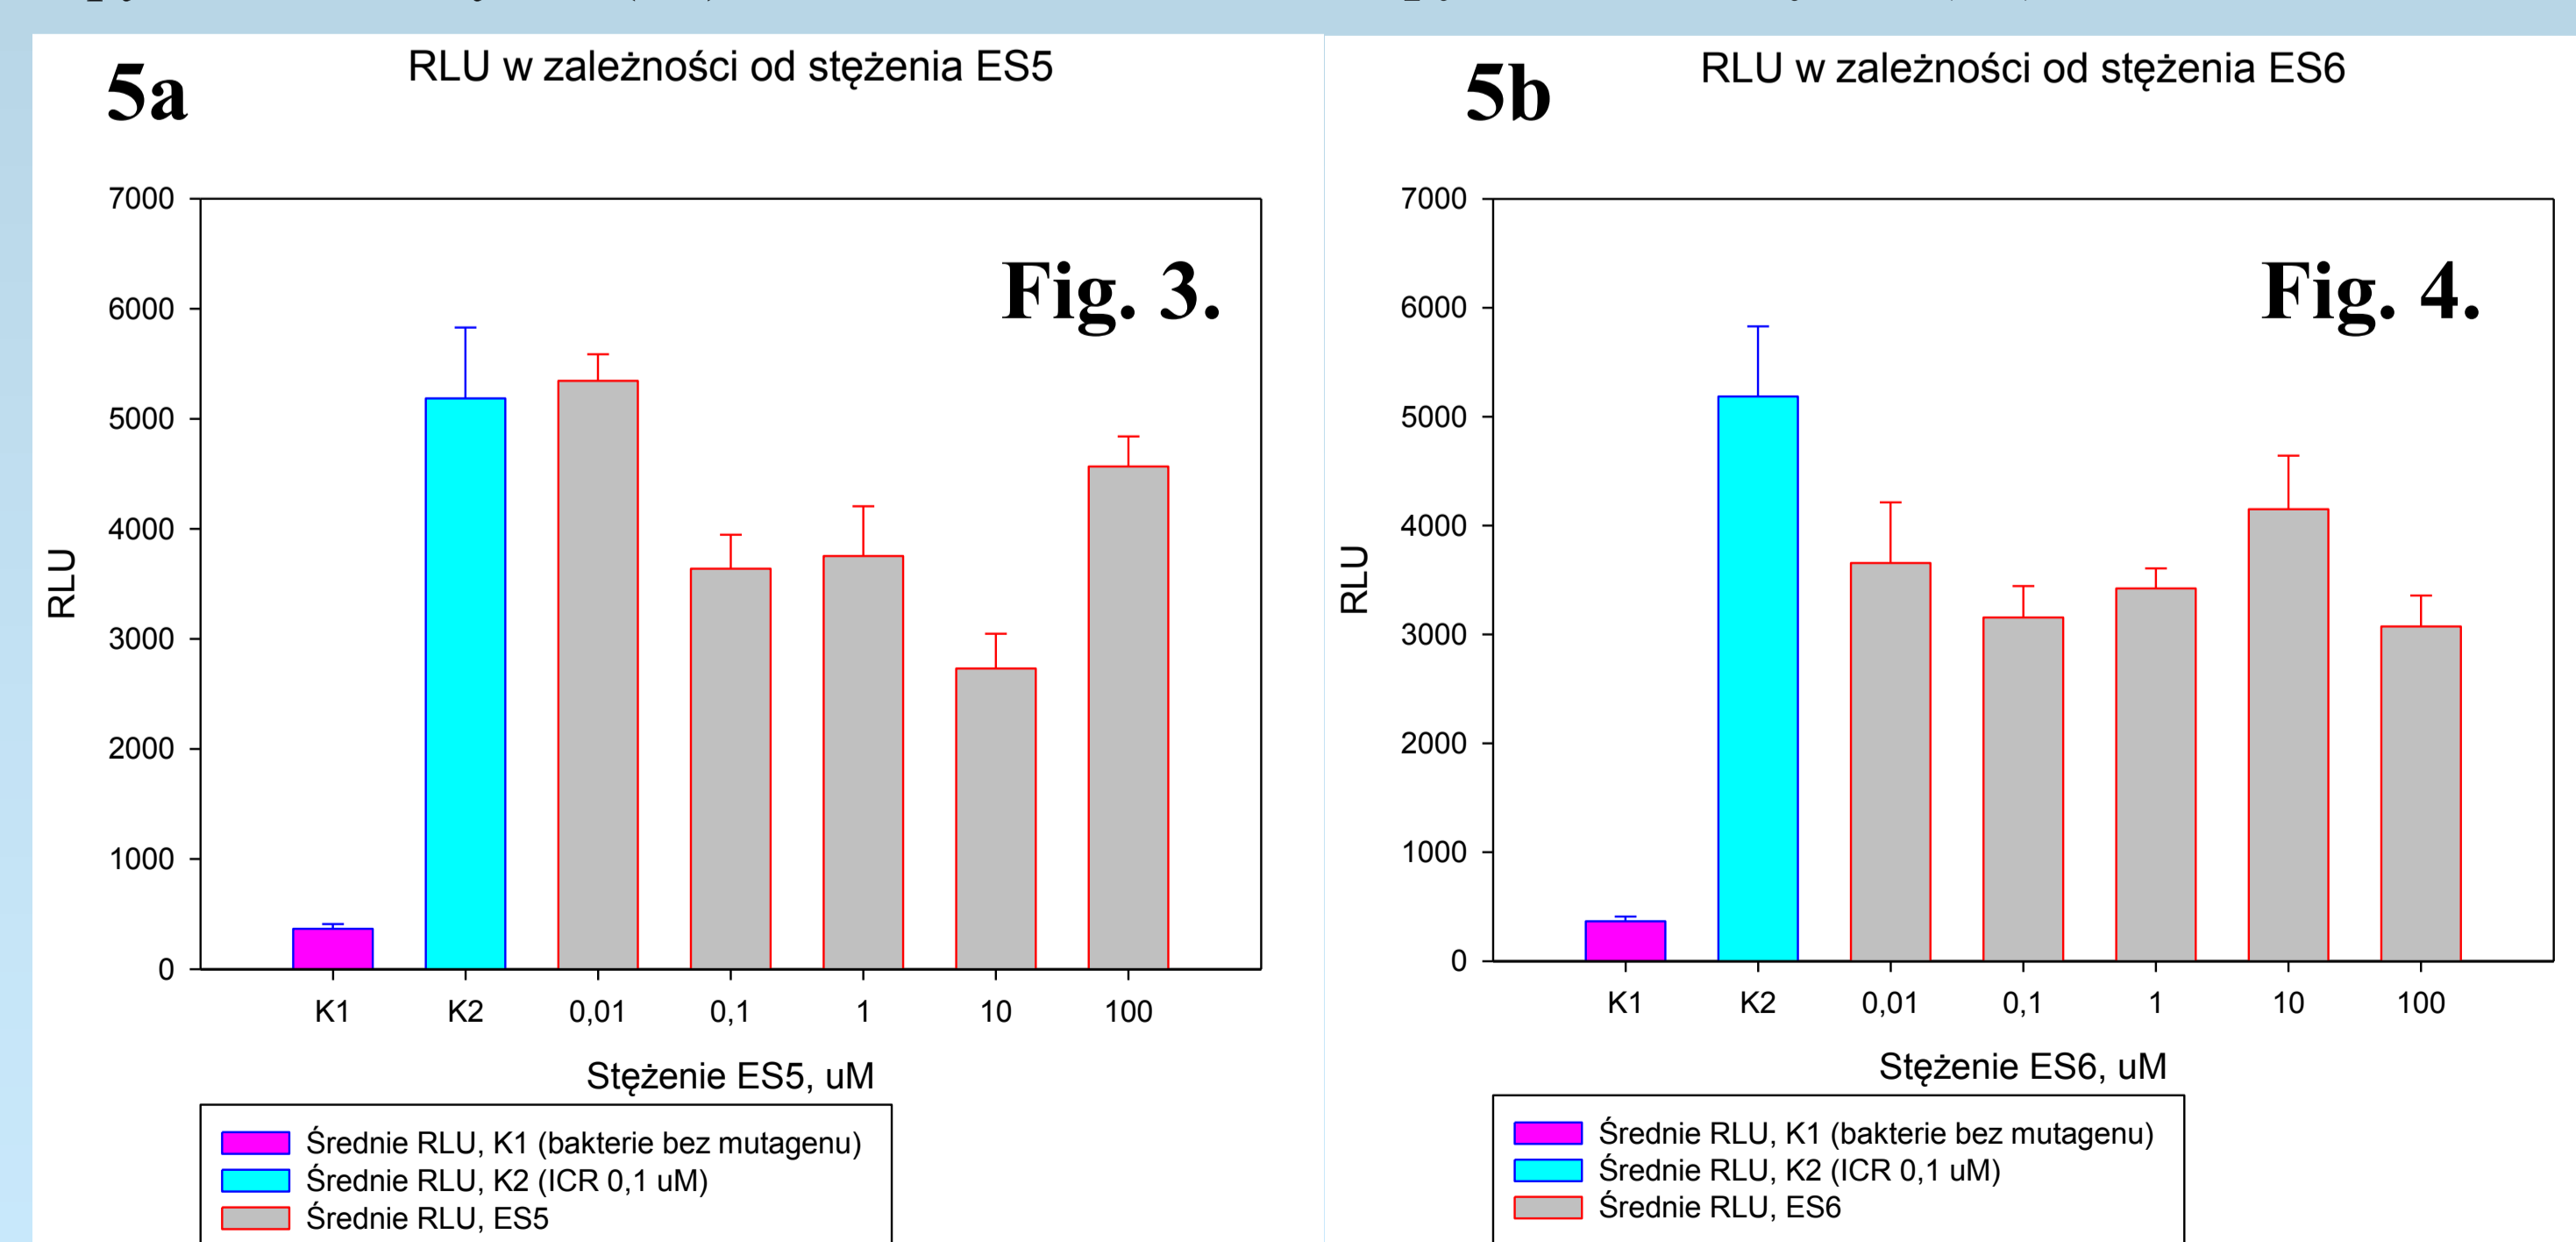 5a
RLU w zależności od stężenia ES5
Fig. 3.
7000
6000
5000
4000
3000
2000
1000
0
RLU
K1 K2 0,01 0,1 1 10 100
Stężenie ES5, uM
Średnie RLU, K1 (bakterie bez mutagenu)
Średnie RLU, K2 (ICR 0,1 uM)
Średnie RLU, ES5
5b
RLU w zależności od stężenia ES6
Fig. 4.
7000
6000
5000
4000
3000
2000
1000
0
RLU
K1 K2 0,01 0,1 1 10 100
Stężenie ES6, uM
Średnie RLU, K1 (bakterie bez mutagenu)
Średnie RLU, K2 (ICR 0,1 uM)
Średnie RLU, ES6